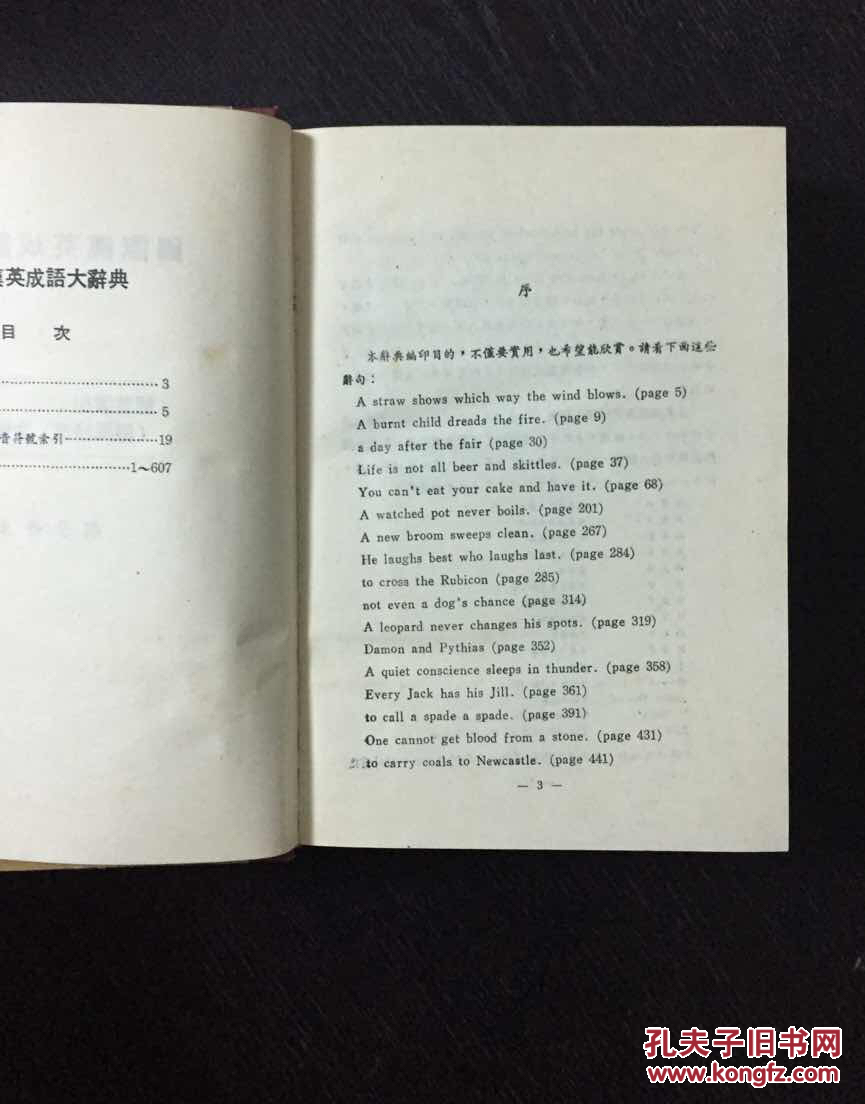 英成語大辭典
目 次
3
5
音符號索引 19
1～607
序
本辭典編印目的，不僅要實用，也希望能欣賞。請看下面這些
辭句：
A straw shows which way the wind blows. (page 5)
A burnt child dreads the fire. (page 9)
a day after the fair (page 30)
Life is not all beer and skittles. (page 37)
You can't eat your cake and have it. (page 68)
A watched pot never boils. (page 201)
A new broom sweeps clean. (page 267)
He laughs best who laughs last. (page 284)
to cross the Rubicon (page 285)
not even a dog's chance (page 314)
A leopard never changes his spots. (page 319)
Damon and Pythias (page 352)
A quiet conscience sleeps in thunder. (page 358)
Every Jack has his Jill. (page 361)
to call a spade a spade. (page 391)
One cannot get blood from a stone. (page 431)
to carry coals to Newcastle. (page 441)
— 3 —
孔夫子旧书网
www.kongfz.com